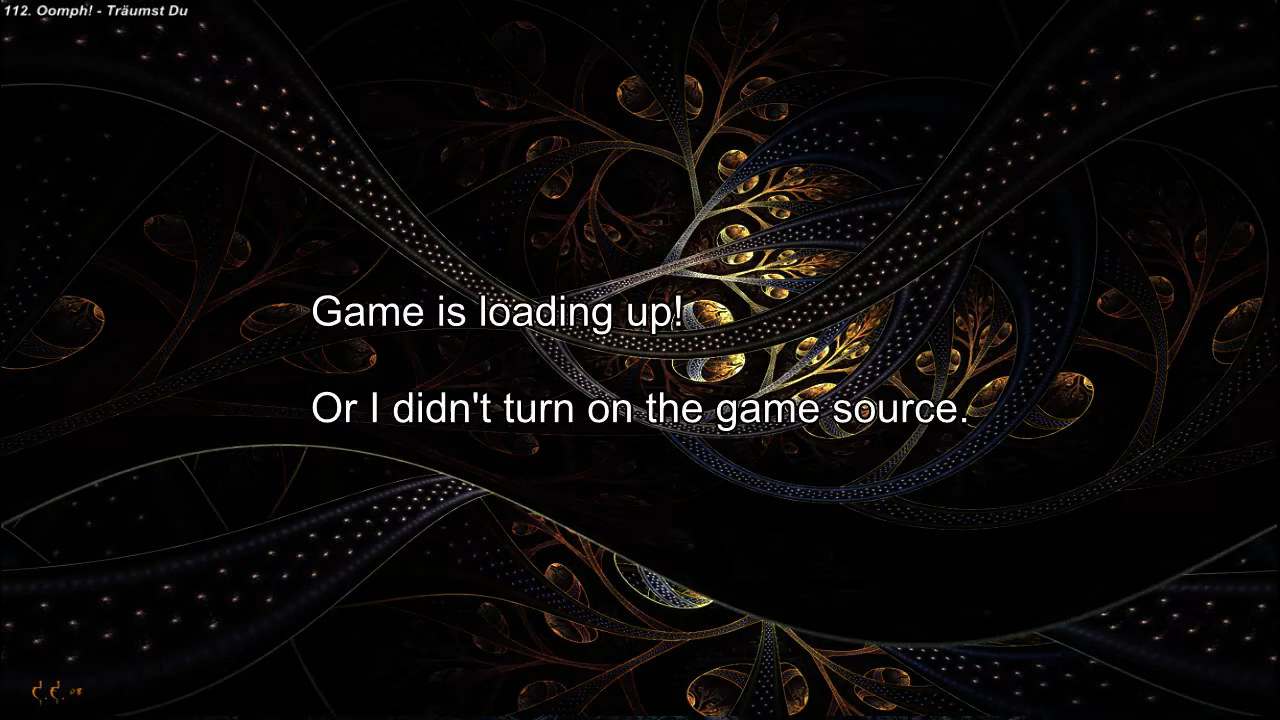 112. Oomph! - Träumst Du
Game is loading up!
Or I didn't turn on the game source.